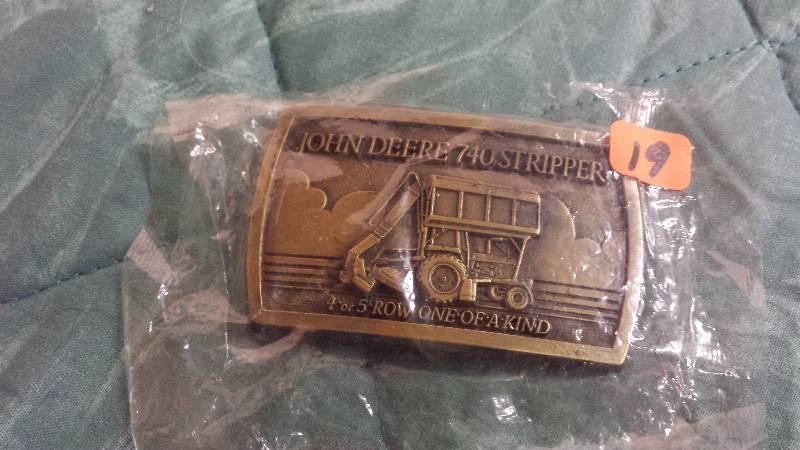 JOHN DEERE 740 STRIPPER
19
4 or 5 ROW ONE OF A KIND